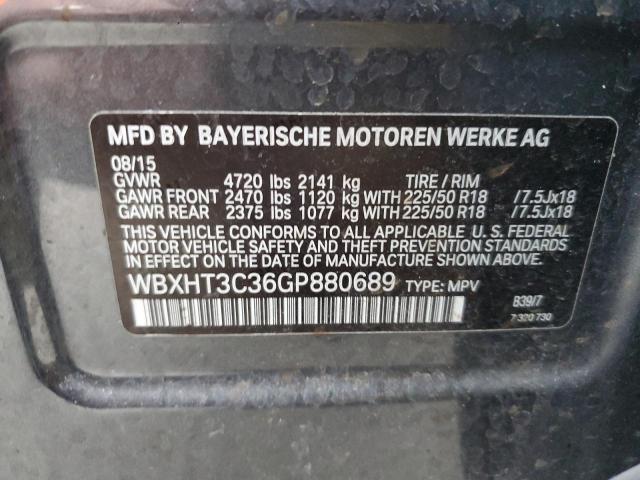 MFD BY BAYERISCHE MOTOREN WERKE AG
08/15
GVWR 4720 lbs 2141 kg TIRE / RIM
GAWR FRONT 2470 lbs 1120 kg WITH 225/50 R18 /7.5Jx18
GAWR REAR 2375 lbs 1077 kg WITH 225/50 R18 /7.5Jx18
THIS VEHICLE CONFORMS TO ALL APPLICABLE U. S. FEDERAL
MOTOR VEHICLE SAFETY AND THEFT PREVENTION STANDARDS IN
EFFECT ON THE DATE OF MANUFACTURE SHOWN ABOVE.
WBXHT3C36GP880689 TYPE: MPV
B39/7
7 320 730